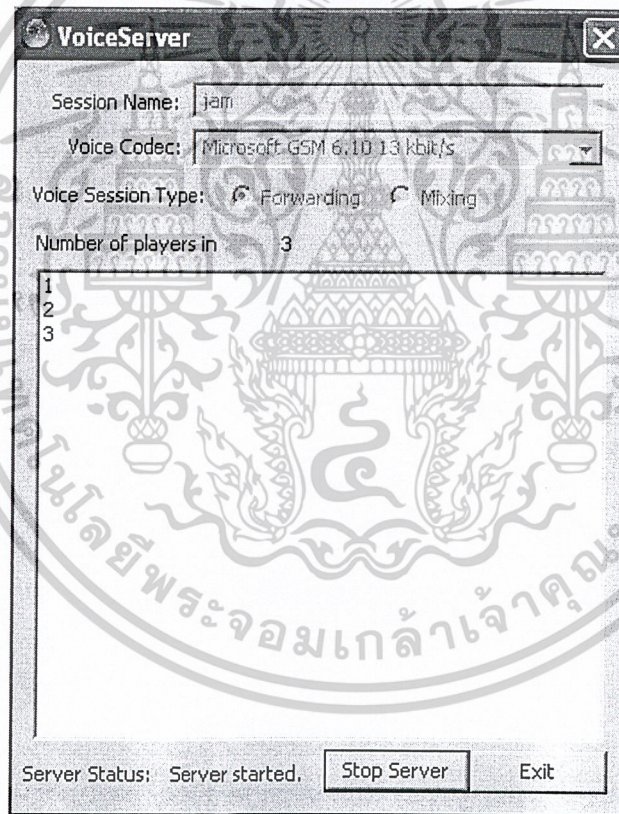 VoiceServer
Session Name: jam
Voice Codec: Microsoft GSM 6.10 13 kbit/s
Voice Session Type: Forwarding Mixing
Number of players in 3
1
2
3
Server Status: Server started. Stop Server Exit
พระจอมเกล้าเจ้าคุณ